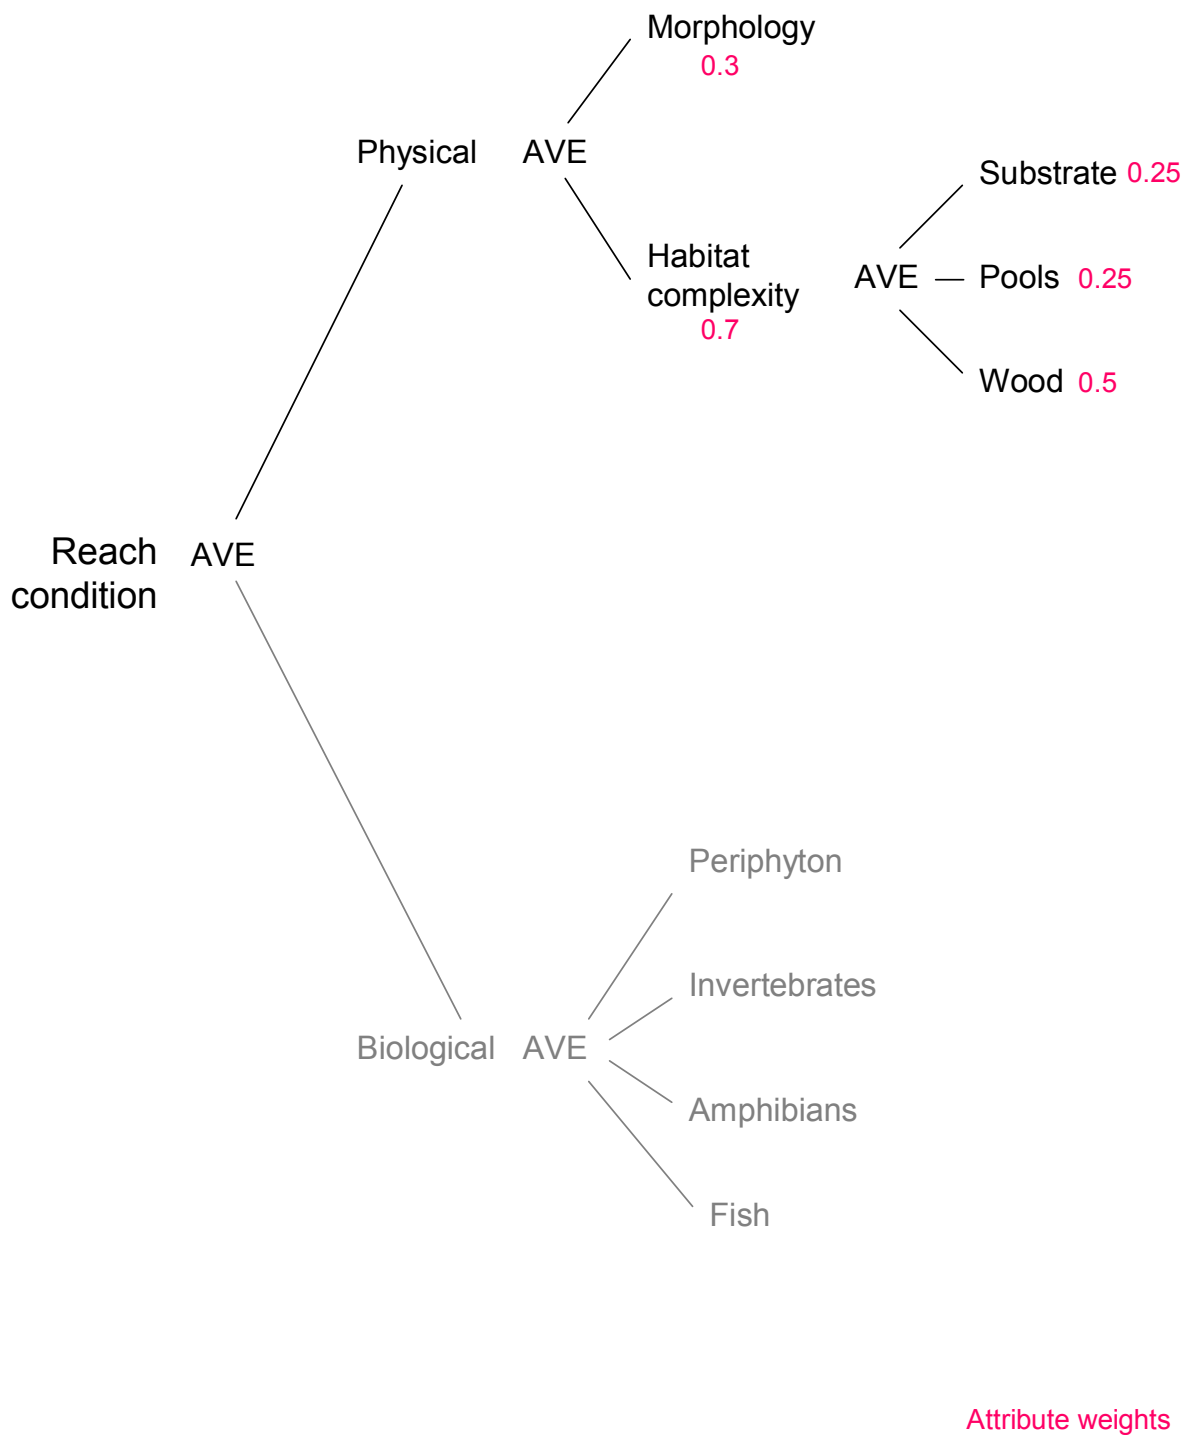 Morphology
0.3
Physical AVE
Substrate 0.25
Habitat
complexity
0.7
AVE Pools 0.25
Wood 0.5
Reach
condition
AVE
Periphyton
Invertebrates
Biological AVE
Amphibians
Fish
Attribute weights